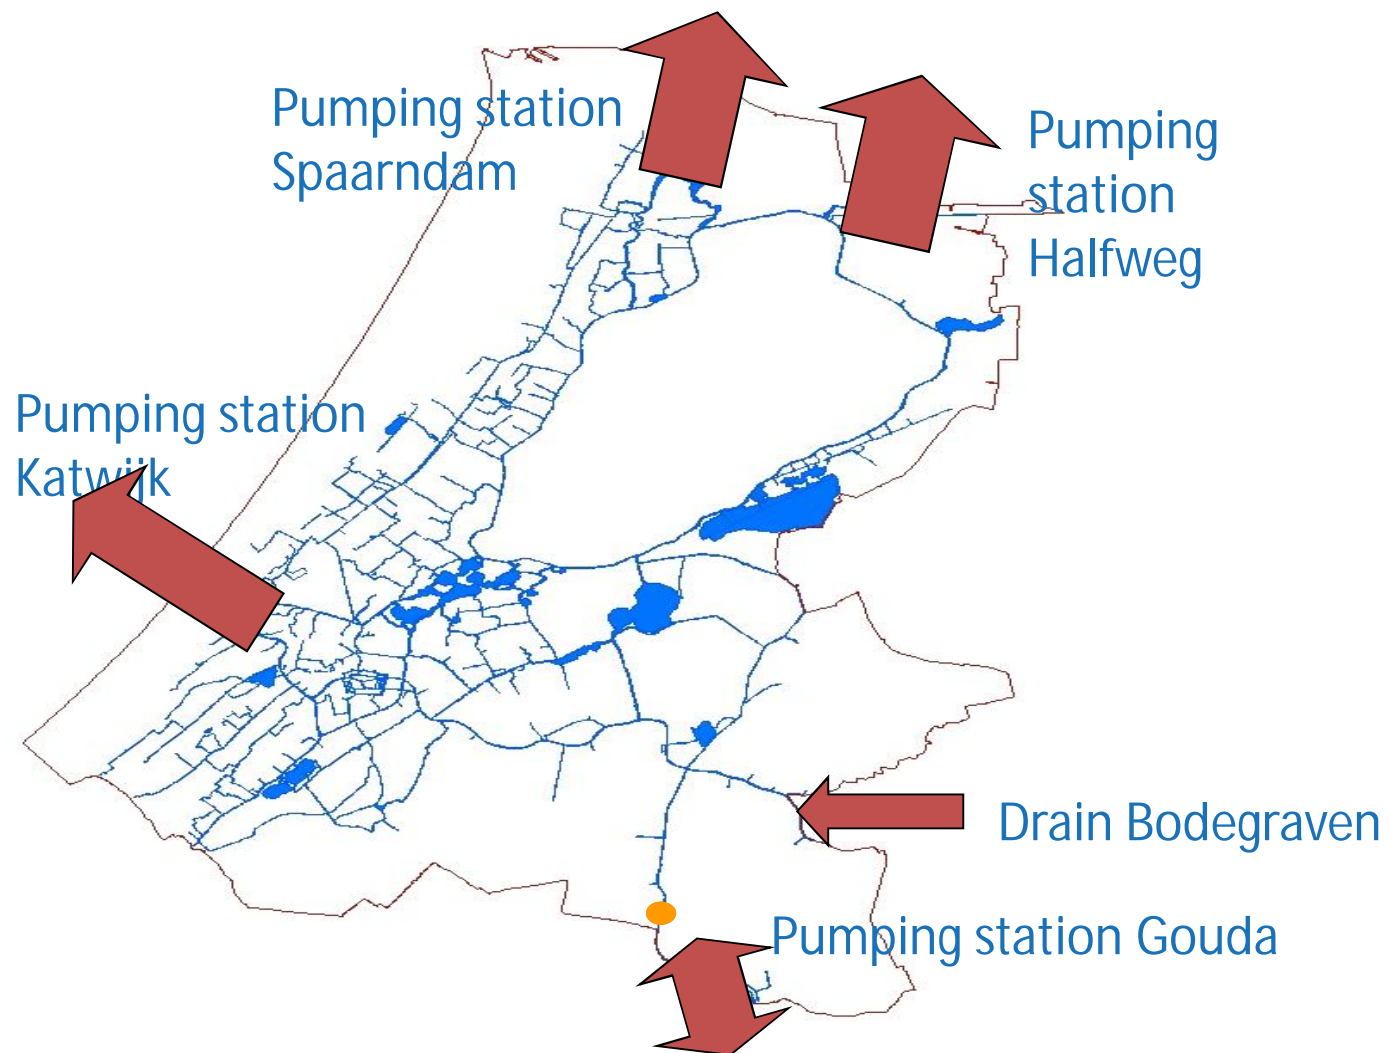 Pumping station
Spaarndam
Pumping
station
Halfweg
Pumping station
Katwijk
Drain Bodegraven
Pumping station Gouda